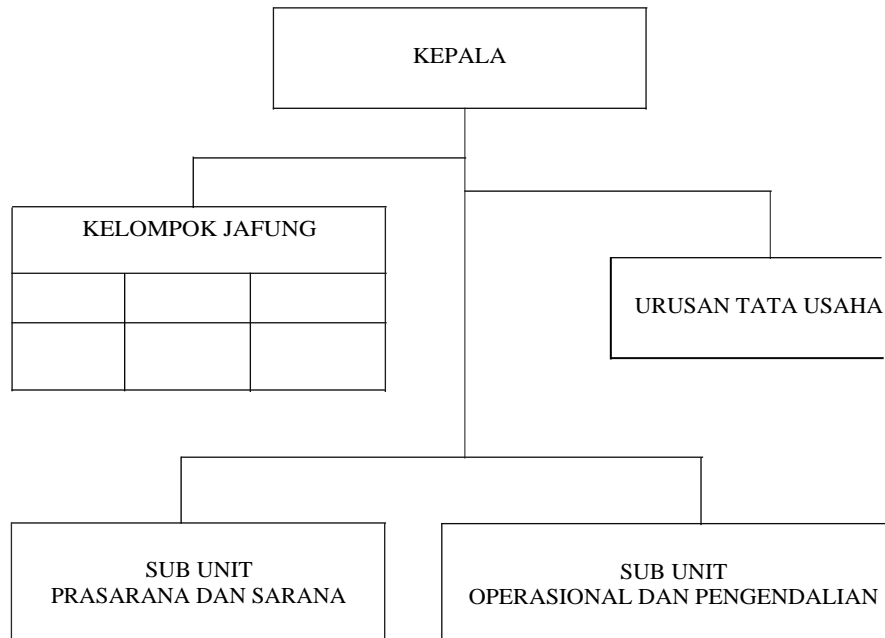 KEPALA
KELOMPOK JAFUNG
URUSAN TATA USAHA
SUB UNIT
PRASARANA DAN SARANA
SUB UNIT
OPERASIONAL DAN PENGENDALIAN